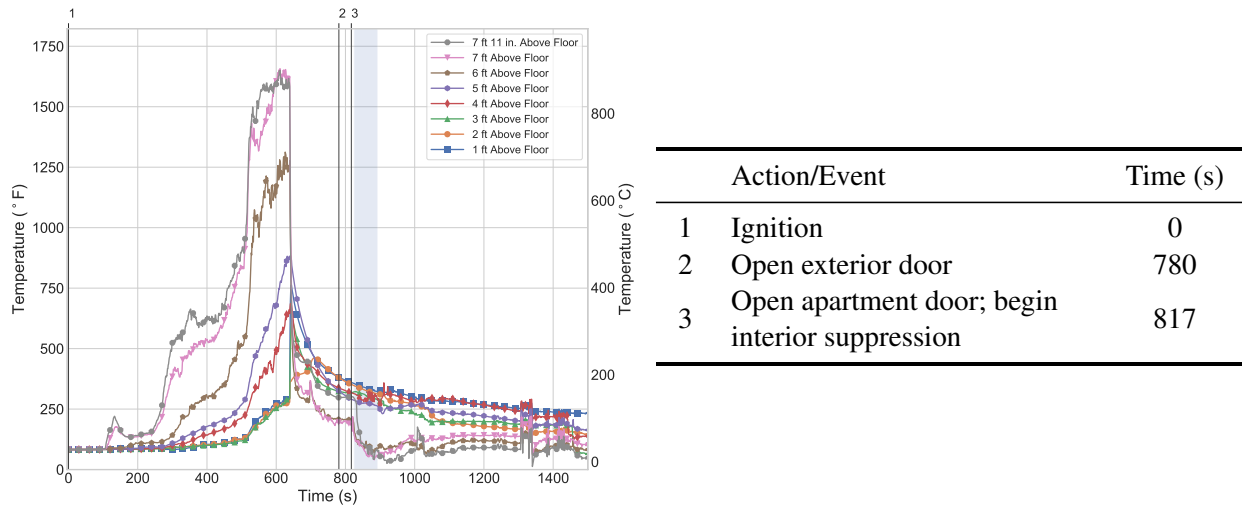 1 2 3
7 ft 11 in. Above Floor
7 ft Above Floor
6 ft Above Floor
5 ft Above Floor
4 ft Above Floor
3 ft Above Floor
2 ft Above Floor
1 ft Above Floor
1750
1500
1250
1000
750
500
250
0
Temperature (°F)
800
600
400
200
0
Temperature (°C)
0 200 400 600 800 1000 1200 1400
Time (s)
Action/Event Time (s)
1 Ignition 0
2 Open exterior door 780
3 Open apartment door; begin
interior suppression 817